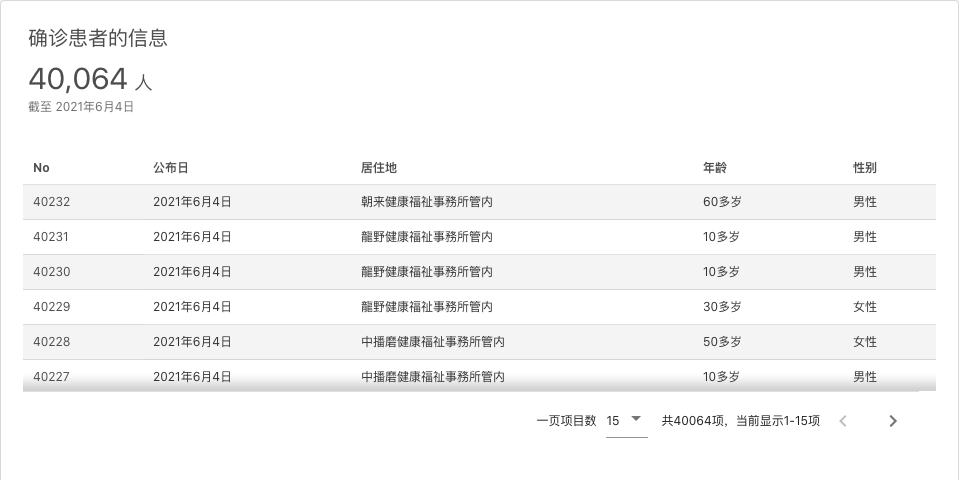 确诊患者的信息
40,064 人
截至 2021年6月4日
No 公布日 居住地 年龄 性别
40232 2021年6月4日 朝来健康福祉事務所管内 60多岁 男性
40231 2021年6月4日 龍野健康福祉事務所管内 10多岁 男性
40230 2021年6月4日 龍野健康福祉事務所管内 10多岁 男性
40229 2021年6月4日 龍野健康福祉事務所管内 30多岁 女性
40228 2021年6月4日 中播磨健康福祉事務所管内 50多岁 女性
40227 2021年6月4日 中播磨健康福祉事務所管内 10多岁 男性
一页项目数 15 共40064项，当前显示1-15项